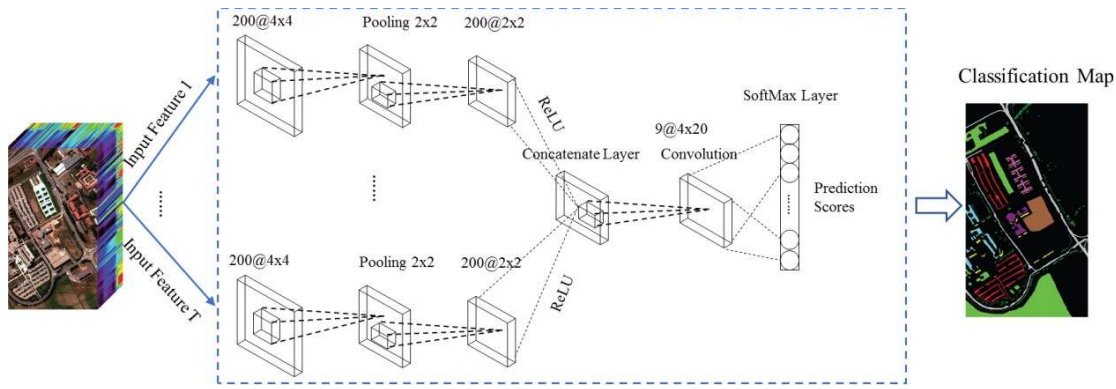 200@4x4
Pooling 2x2
200@2x2
Input Feature 1
ReLU
Classification Map
SoftMax Layer
9@4x20
Concatenate Layer
Convolution
Prediction
Scores
Input Feature T
200@4x4
Pooling 2x2
200@2x2
ReLU